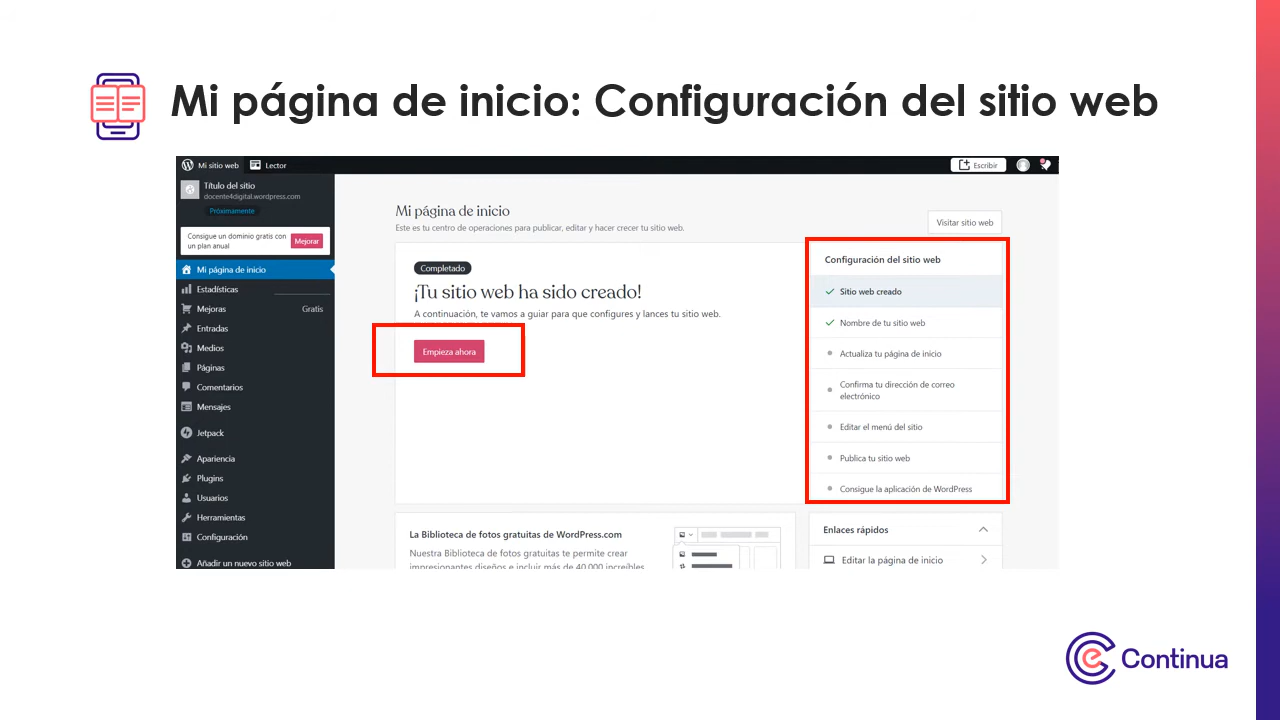 Mi página de inicio: Configuración del sitio web
Mi sitio web
Lector
Escribir
Título del sitio
docente4digital.wordpress.com
Próximamente
Consigue un dominio gratis con
un plan anual
Mejorar
Mi página de inicio
Estadísticas
Mejoras
Gratis
Entradas
Medios
Páginas
Comentarios
Mensajes
Jetpack
Apariencia
Plugins
Usuarios
Herramientas
Configuración
Añadir un nuevo sitio web
Mi página de inicio
Este es tu centro de operaciones para publicar, editar y hacer crecer tu sitio web.
Visitar sitio web
Completado
¡Tu sitio web ha sido creado!
A continuación, te vamos a guiar para que configures y lances tu sitio web.
Empieza ahora
Configuración del sitio web
Sitio web creado
Nombre de tu sitio web
Actualiza tu página de inicio
Confirma tu dirección de correo
electrónico
Editar el menú del sitio
Publica tu sitio web
Consigue la aplicación de WordPress
La Biblioteca de fotos gratuitas de WordPress.com
Nuestra Biblioteca de fotos gratuitas te permite crear
impresionantes diseños e incluir más de 40.000 increíbles
Enlaces rápidos
Editar la página de inicio
Continua